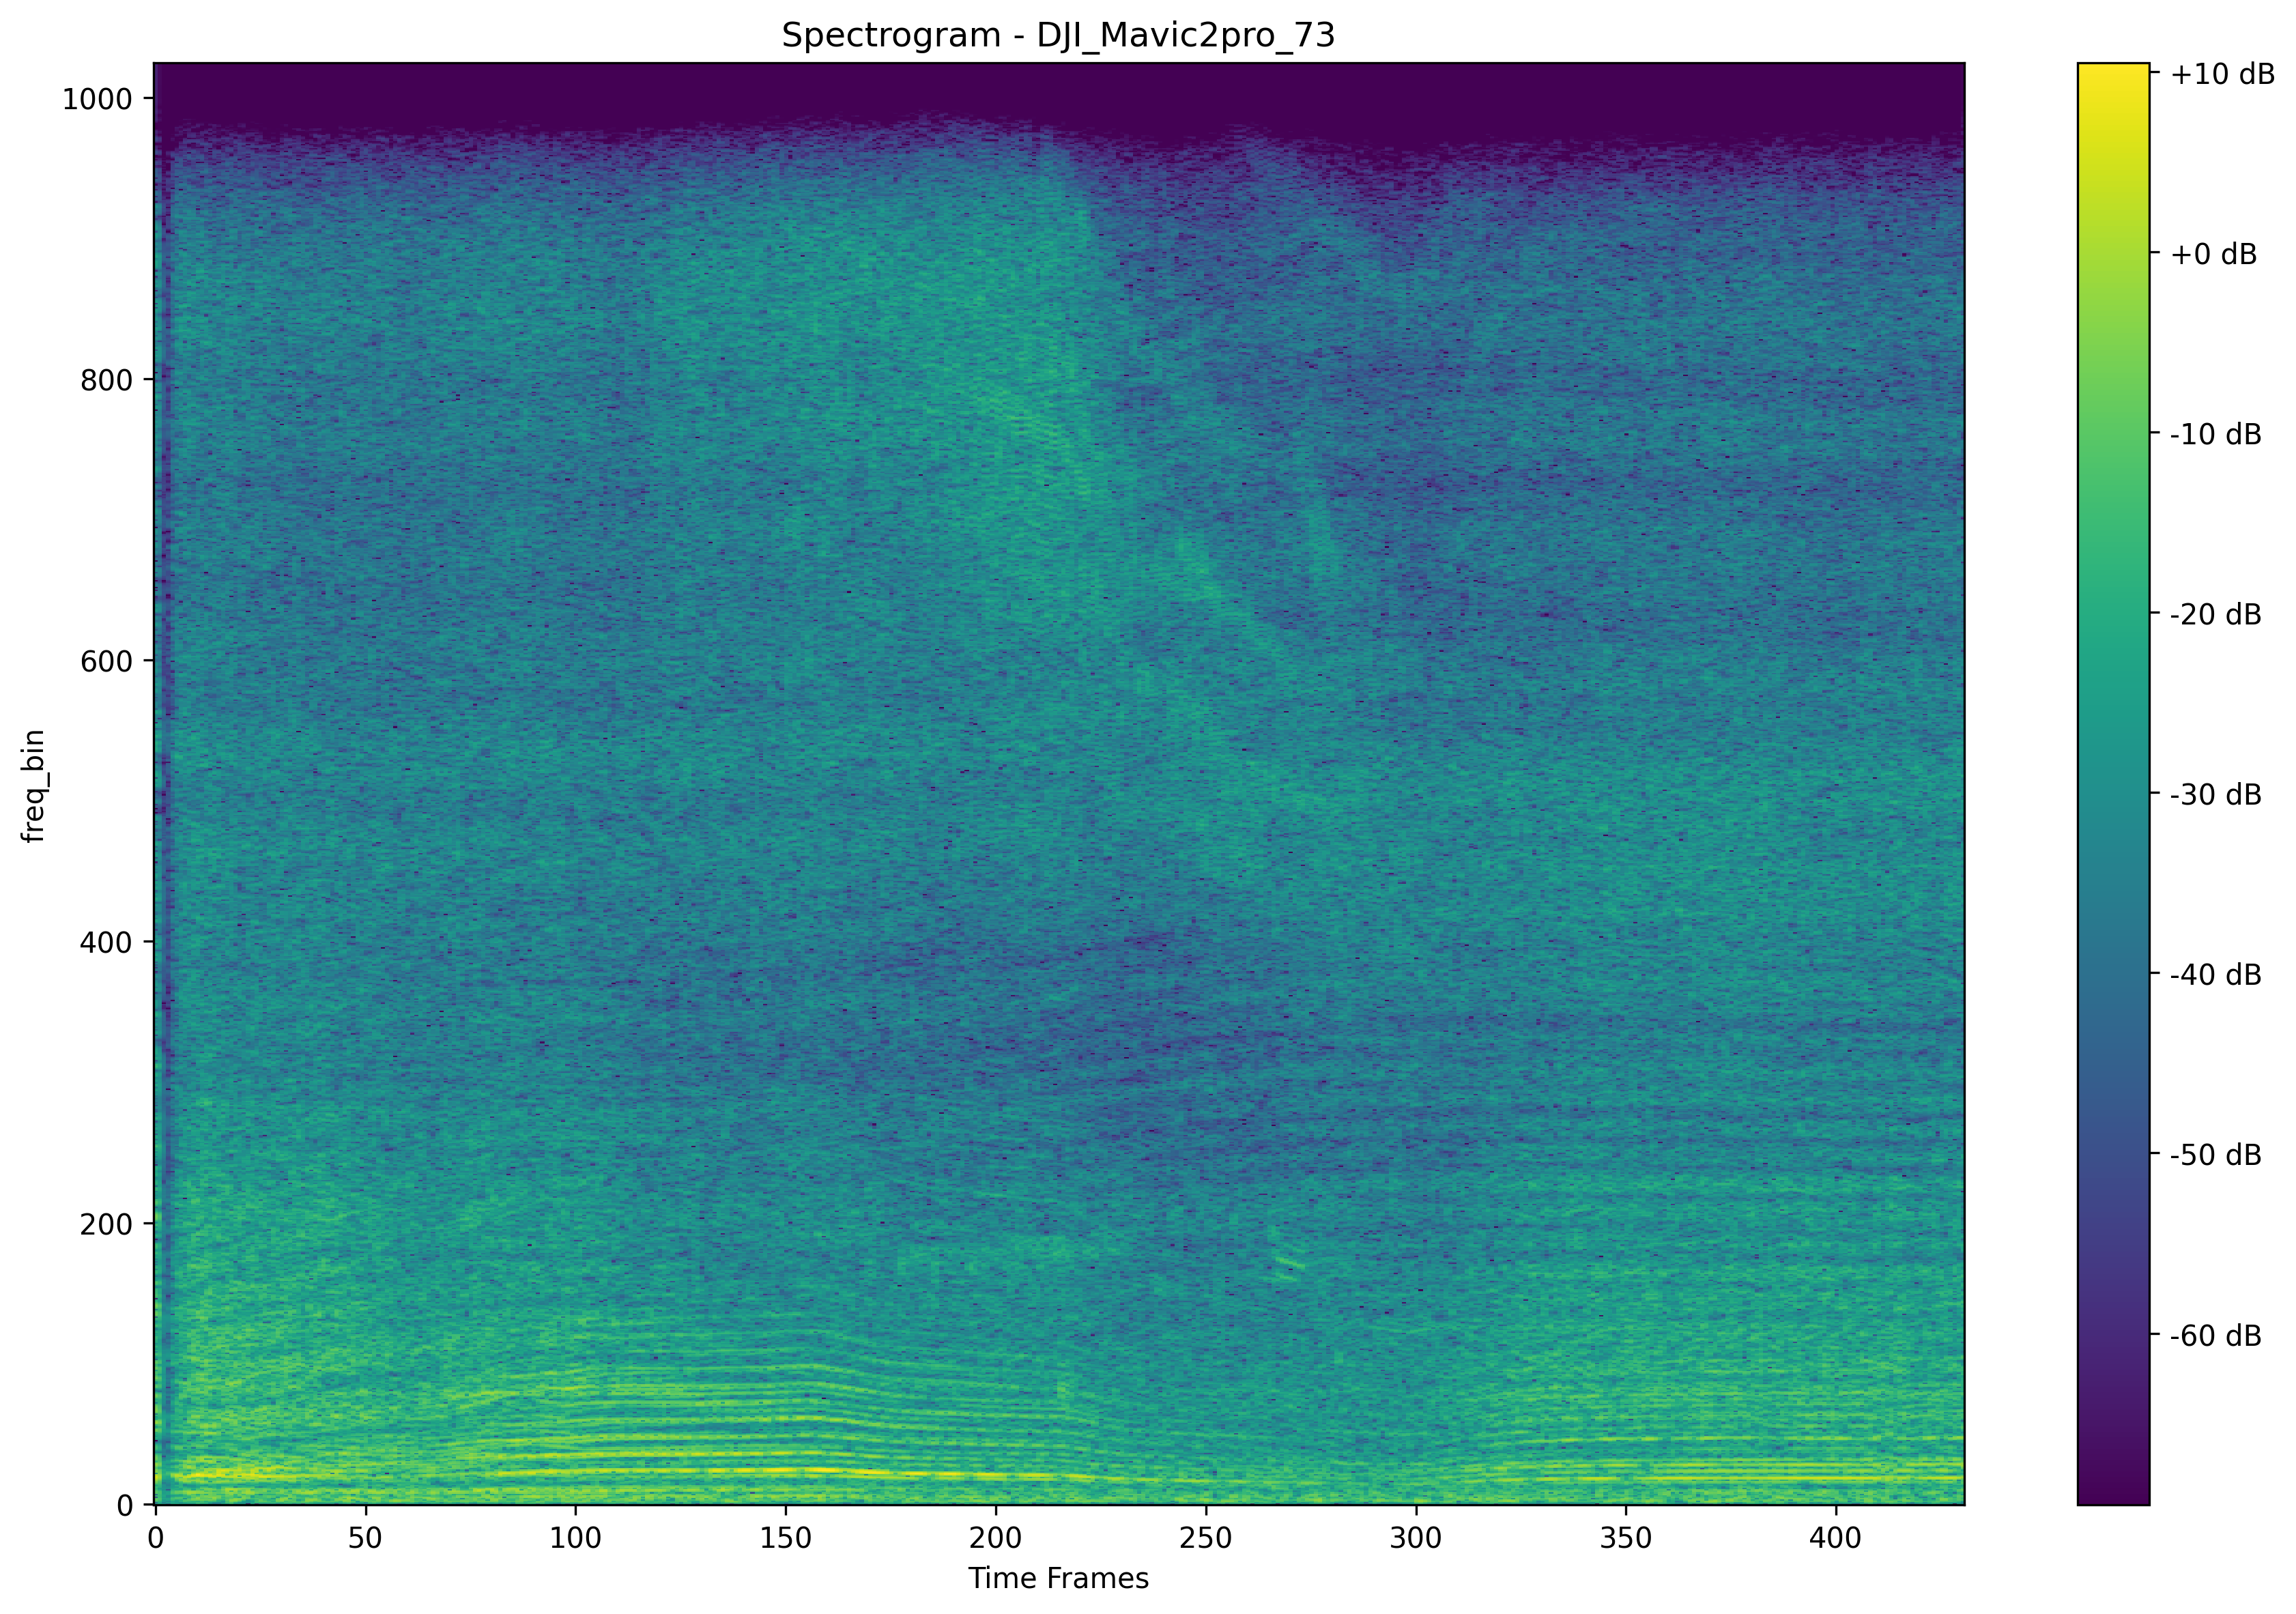 Spectrogram - DJI_Mavic2pro_73
1000
800
600
400
200
0
freq_bin
0 50 100 150 200 250 300 350 400
Time Frames
+10 dB
+0 dB
-10 dB
-20 dB
-30 dB
-40 dB
-50 dB
-60 dB